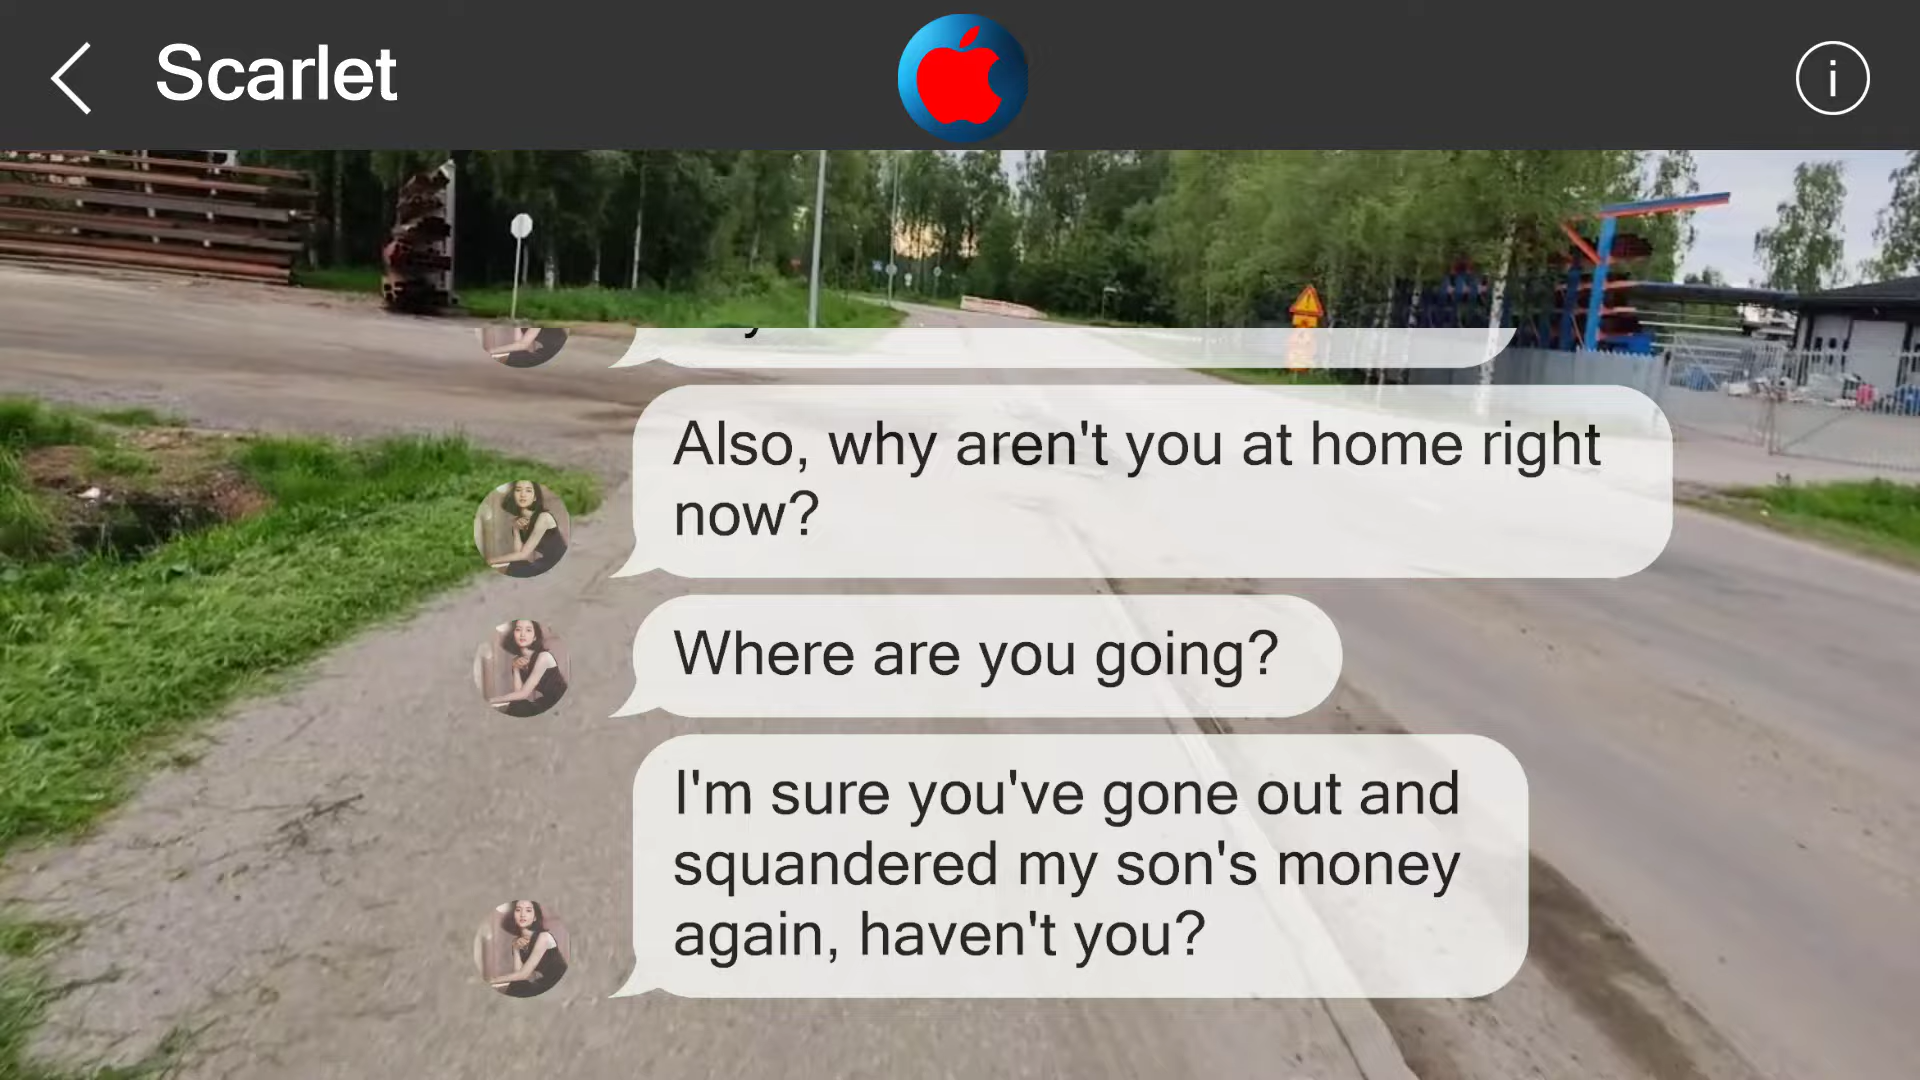 Scarlet
Also, why aren't you at home right
now?
Where are you going?
I'm sure you've gone out and
squandered my son's money
again, haven't you?